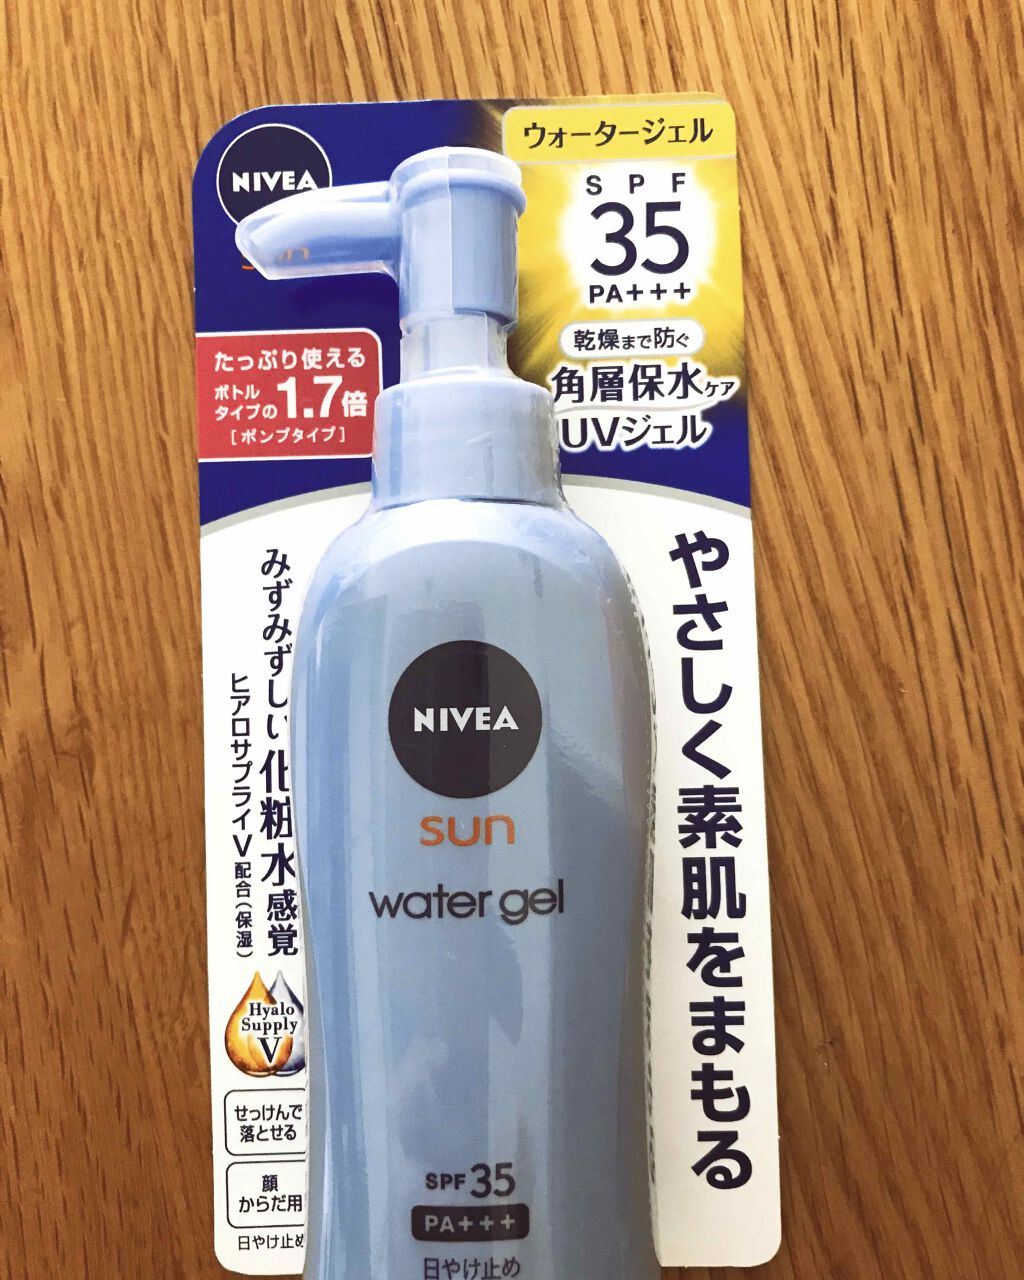 NIVEA
sun
ウォータージェル
SPF
35
PA+++
乾燥まで防ぐ
角層保水ケア
UVジェル
たっぷり使える
ボトル
タイプの1.7倍
[ポンプタイプ]
やさしく素肌をまもる
みずみずしい化粧水感覚
ヒアロサプライV配合(保湿)
Hyalo
Supply
V
せっけんで
落とせる
顔
からだ用
日やけ止め
NIVEA
sun
water gel
SPF 35
PA+++
日やけ止め